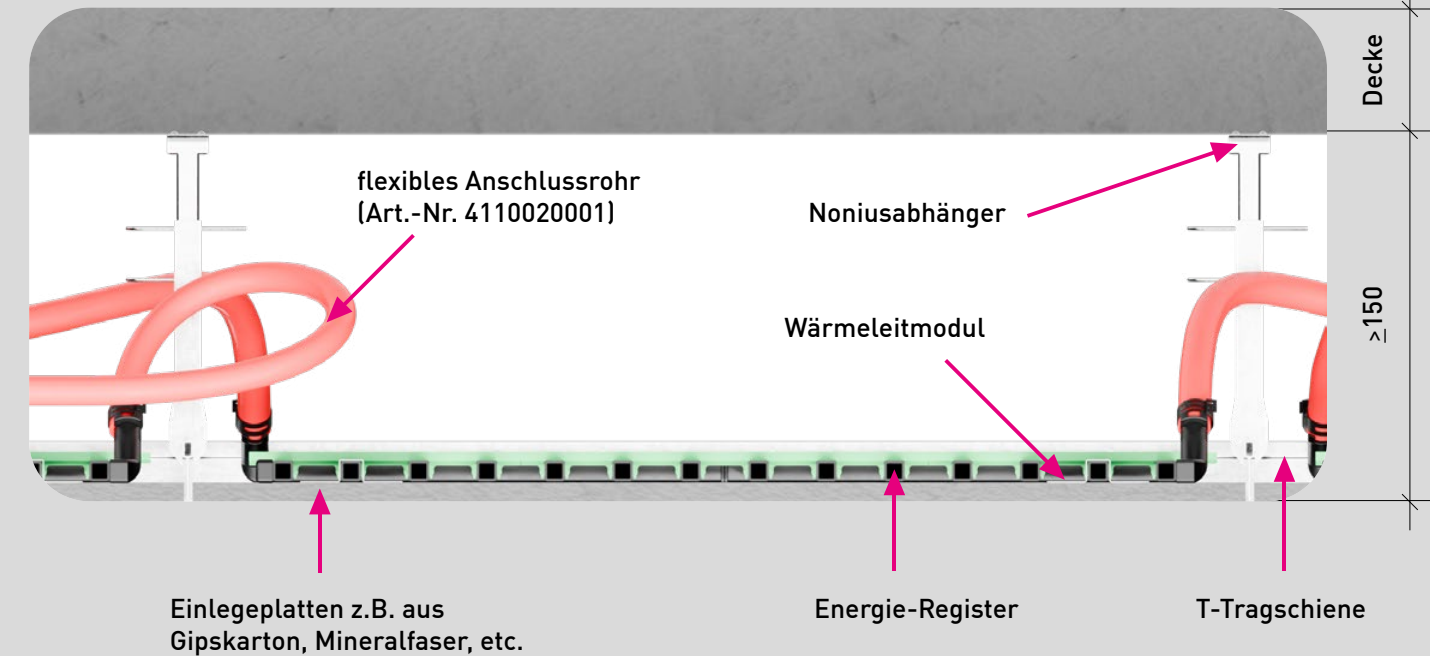 Decke
flexibles Anschlussrohr
(Art.-Nr. 4110020001)
Noniusabhänger
≥150
Wärmeleitmodul
Einlegeplatten z.B. aus
Gipskarton, Mineralfaser, etc.
Energie-Register
T-Tragschiene